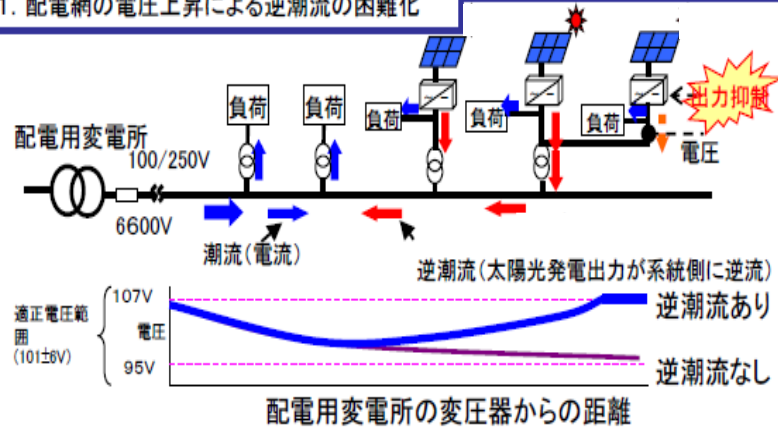 1. 配電網の電圧上昇による逆潮流の困難化
負荷
負荷
負荷
負荷
負荷
出力抑制
電圧
配電用変電所
100/250V
6600V
潮流(電流)
逆潮流(太陽光発電出力が系統側に逆流)
適正電圧範
囲
(101±6V)
107V
電圧
95V
逆潮流あり
逆潮流なし
配電用変電所の変圧器からの距離